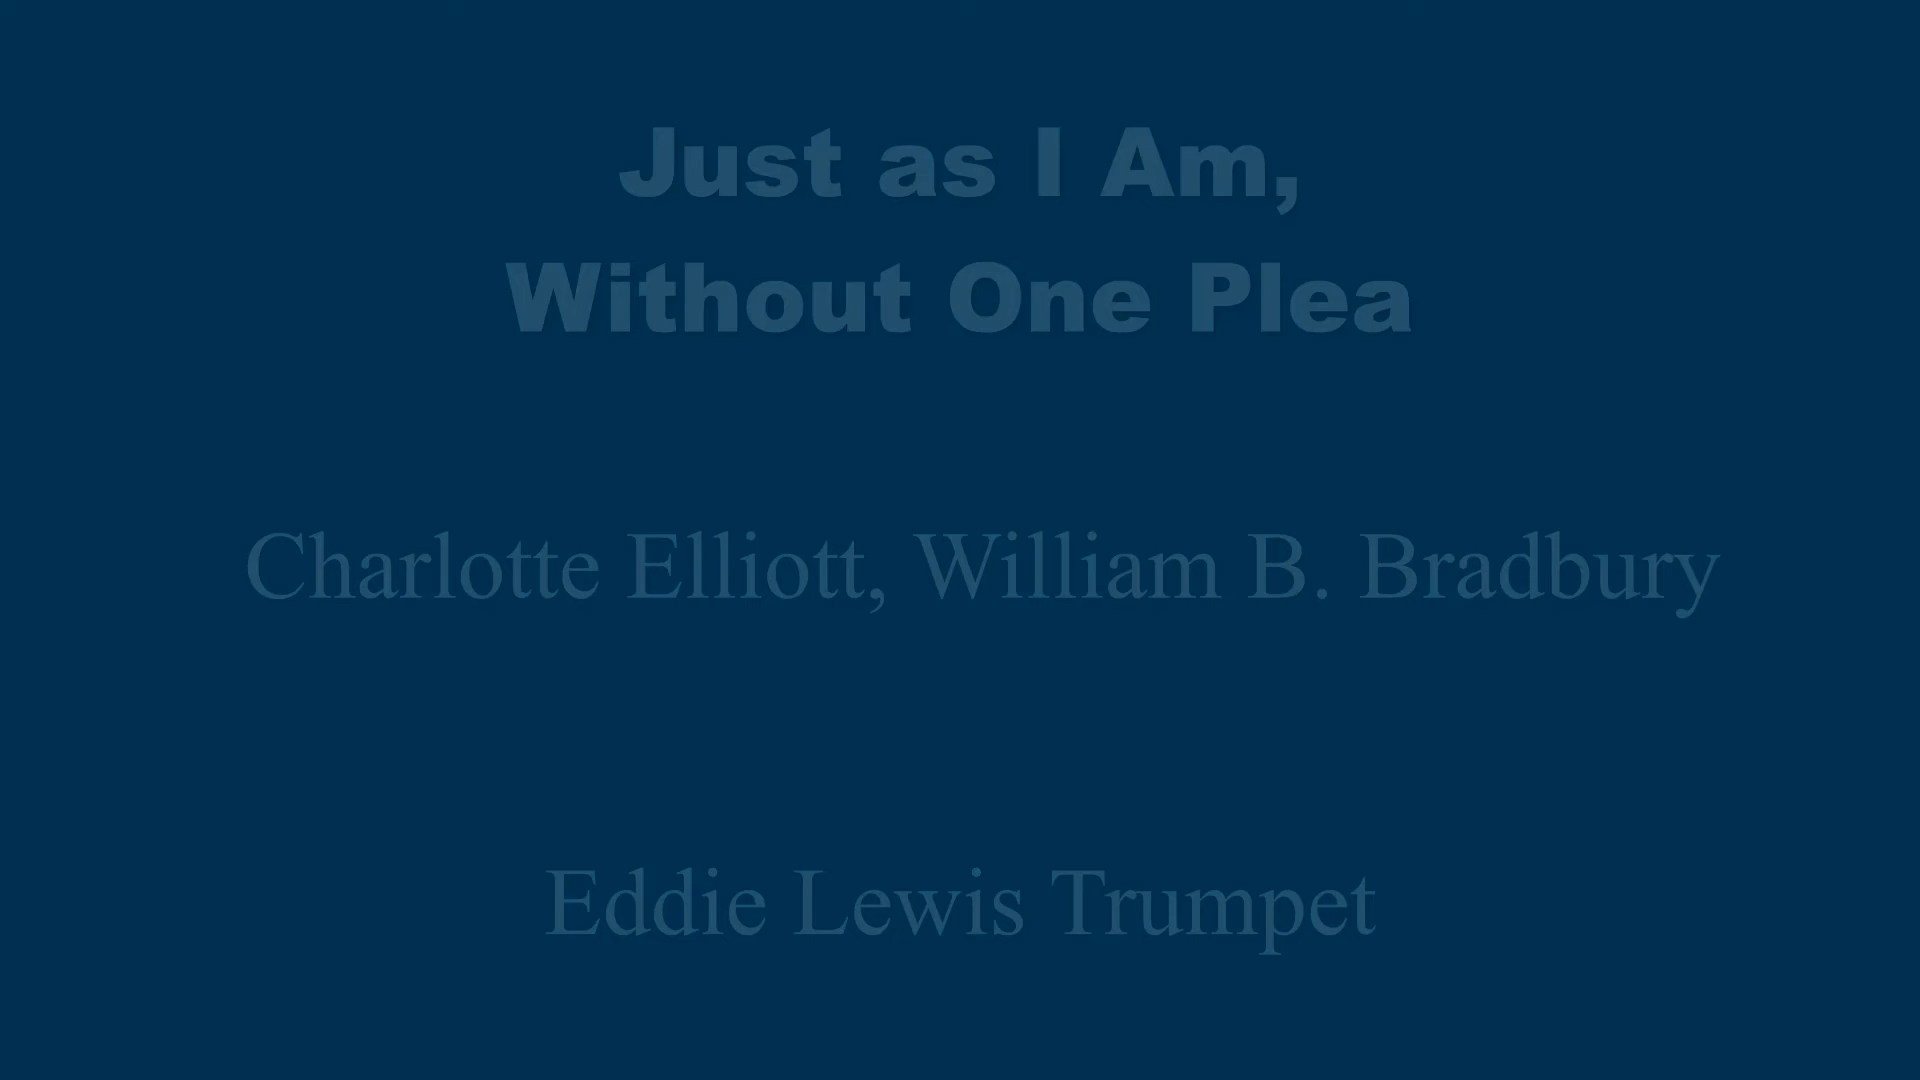 Just as I Am,
Without One Plea
Charlotte Elliott, William B. Bradbury
Eddie Lewis Trumpet